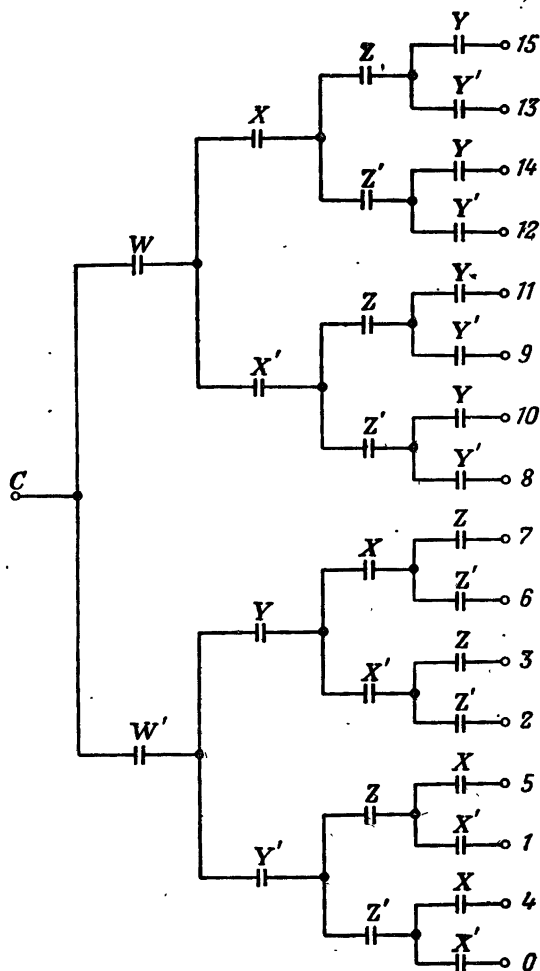 Y 15
Z
Y' 13
X
Y 14
Z'
Y' 12
W
Y 11
Z
Y' 9
X'
Y 10
Z'
Y' 8
C
Z 7
X
Z' 6
Y
Z 3
X'
Z' 2
W'
X 5
Z
X' 1
Y'
X 4
Z'
X' 0